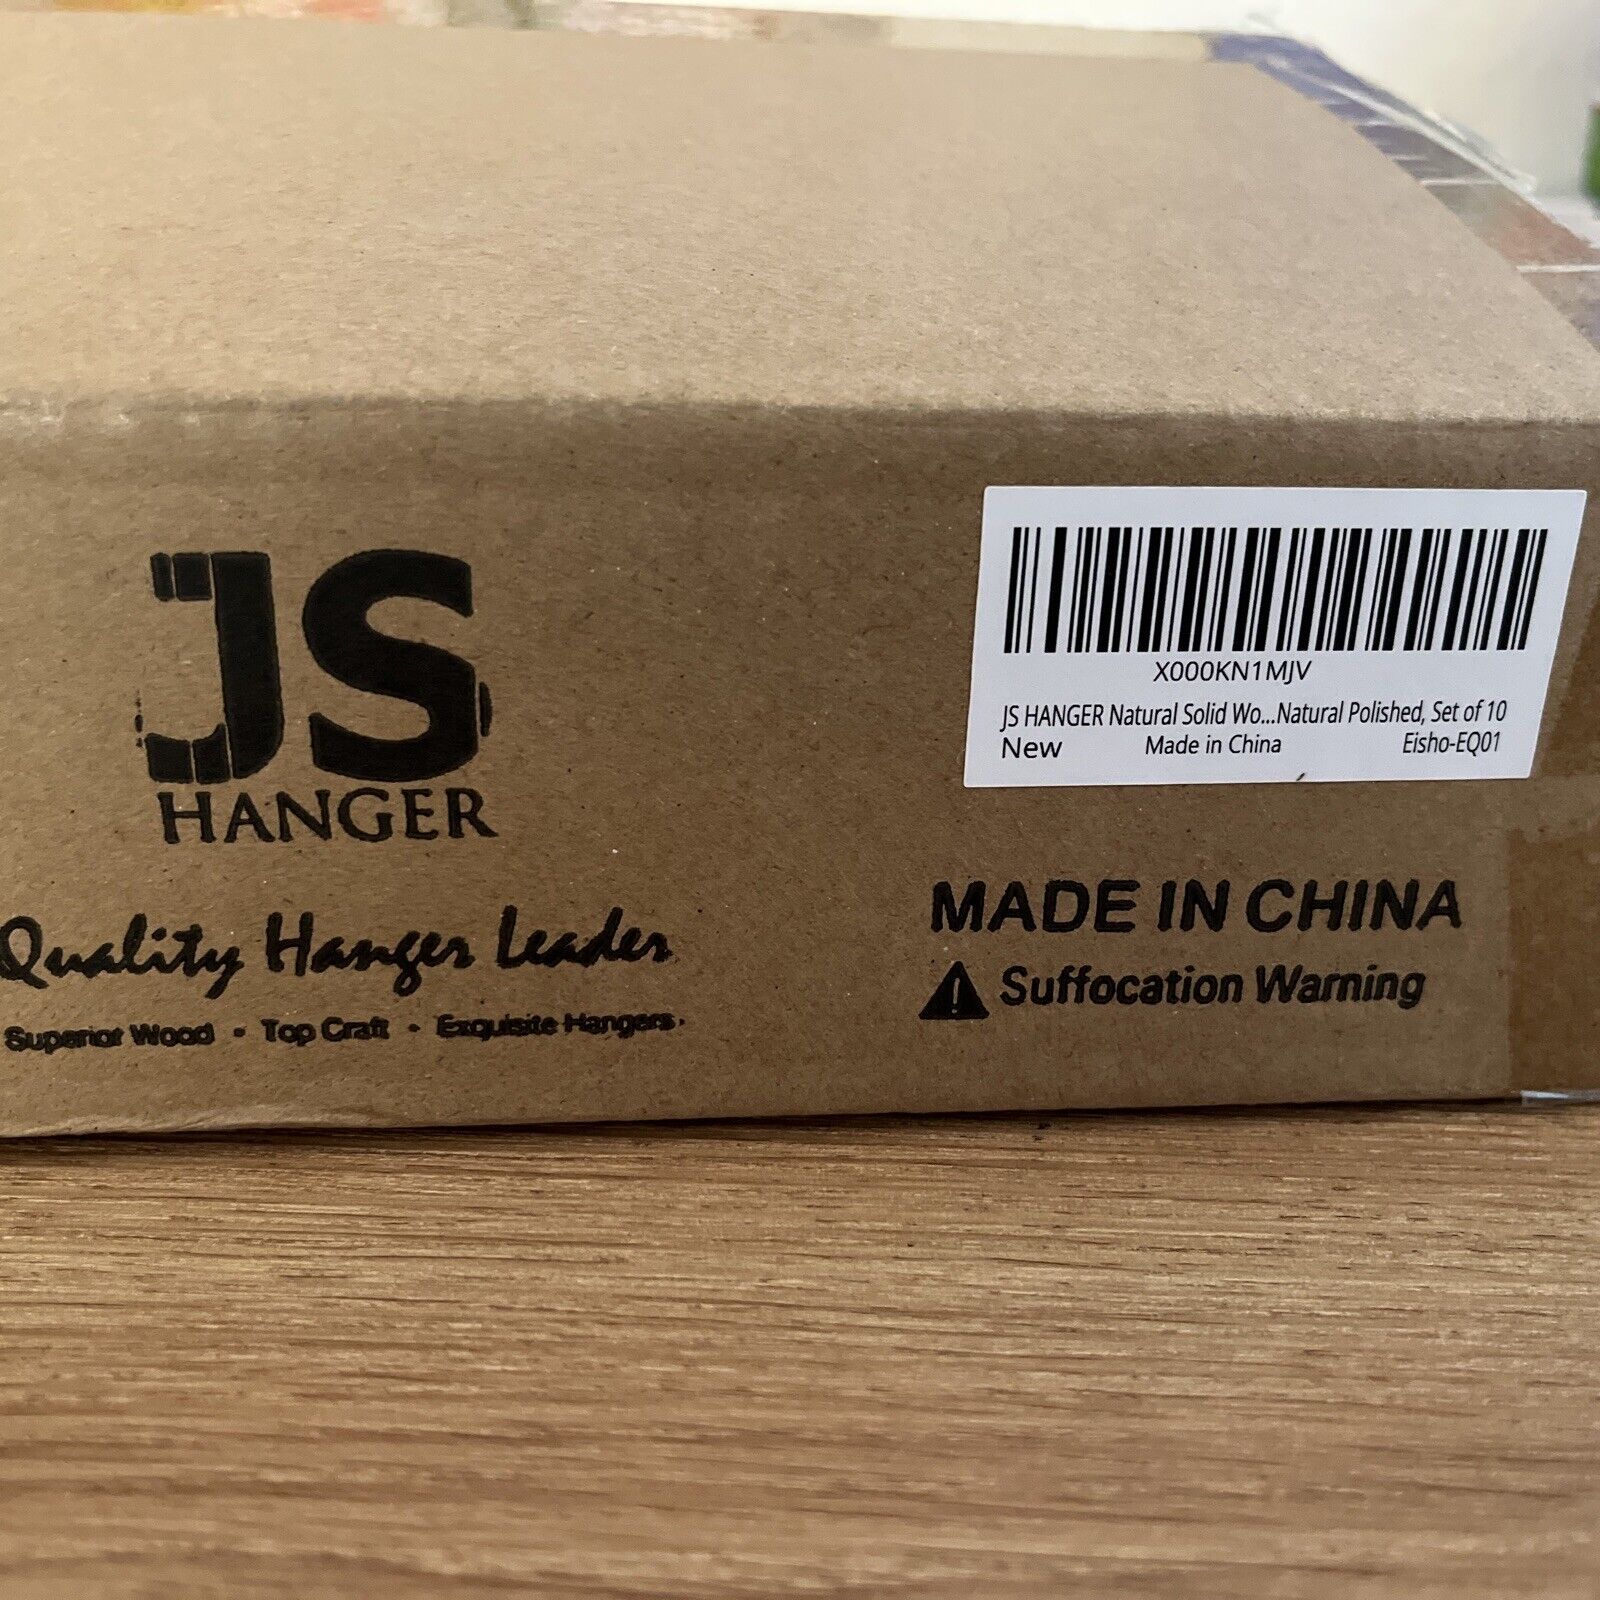 JS
HANGER
Quality Hanger Leader
Superior Wood • Top Craft • Exquisite Hangers
X000KN1MJV
JS HANGER Natural Solid Wo...Natural Polished, Set of 10
New Made in China Eisho-EQ01
MADE IN CHINA
Suffocation Warning